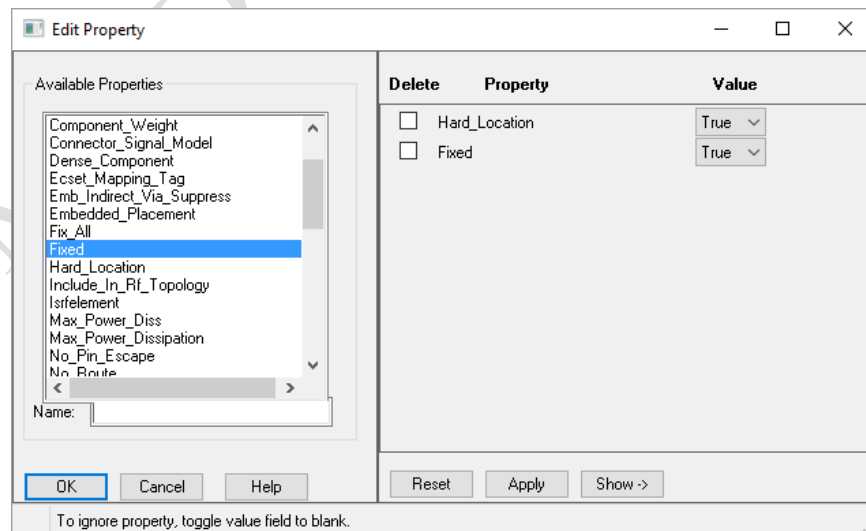 Edit Property
Available Properties
Component_Weight
Connector_Signal_Model
Dense_Component
Ecset_Mapping_Tag
Emb_Indirect_Via_Suppress
Embedded_Placement
Fix_All
Fixed
Hard_Location
Include_In_Rf_Topology
Isrfelement
Max_Power_Diss
Max_Power_Dissipation
No_Pin_Escape
No_Route
Name:
OK Cancel Help
Delete Property Value
Hard_Location True
Fixed True
Reset Apply Show ->
To ignore property, toggle value field to blank.